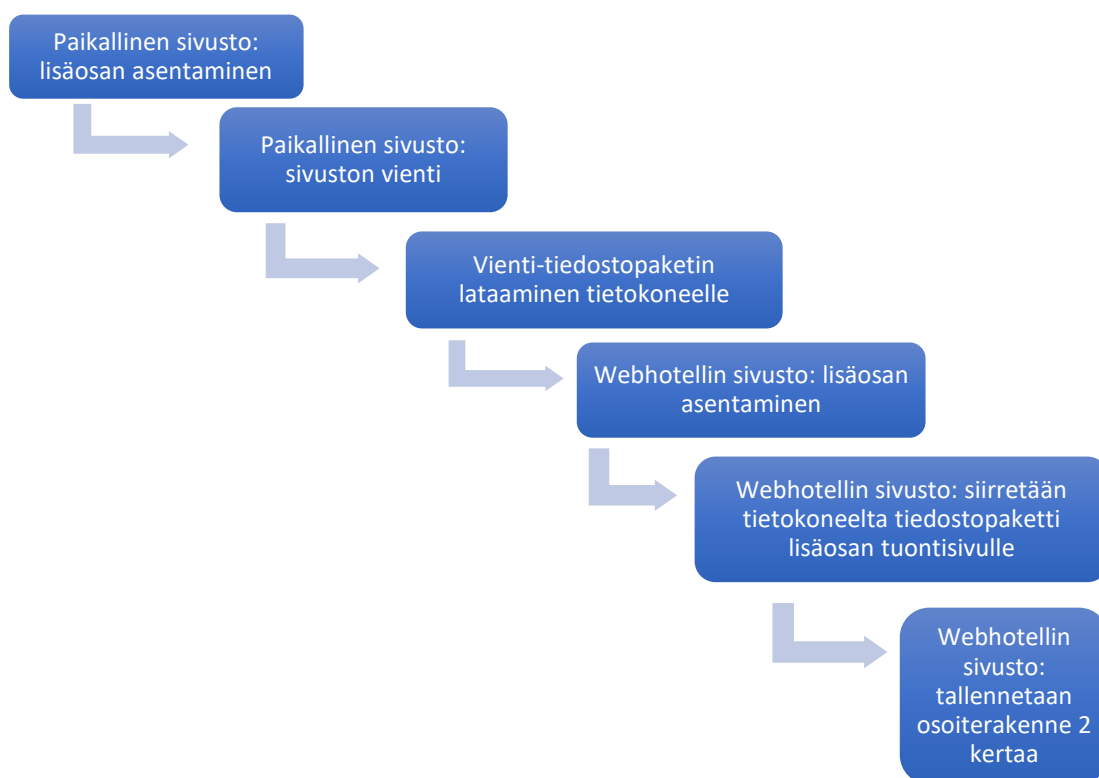 Paikallinen sivusto:
lisäosan asentaminen
Paikallinen sivusto:
sivuston vienti
Vienti-tiedostopaketin
lataaminen tietokoneelle
Webhotellin sivusto: lisäosan
asentaminen
Webhotellin sivusto: siirretään
tietokoneelta tiedostopaketti
lisäosan tuontisivulle
Webhotellin
sivusto:
tallennetaan
osoiterakenne 2
kertaa